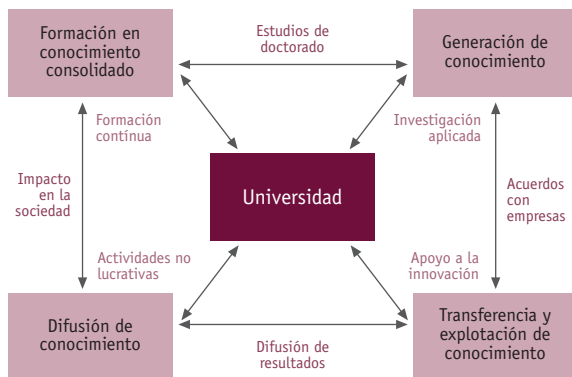 Formación en
conocimiento
consolidado
Estudios de
doctorado
Generación de
conocimiento
Formación
contínua
Investigación
aplicada
Impacto
en la
sociedad
Universidad
Acuerdos
con
empresas
Actividades no
lucrativas
Apoyo a la
innovación
Difusión de
conocimiento
Difusión de
resultados
Transferencia y
explotación de
conocimiento